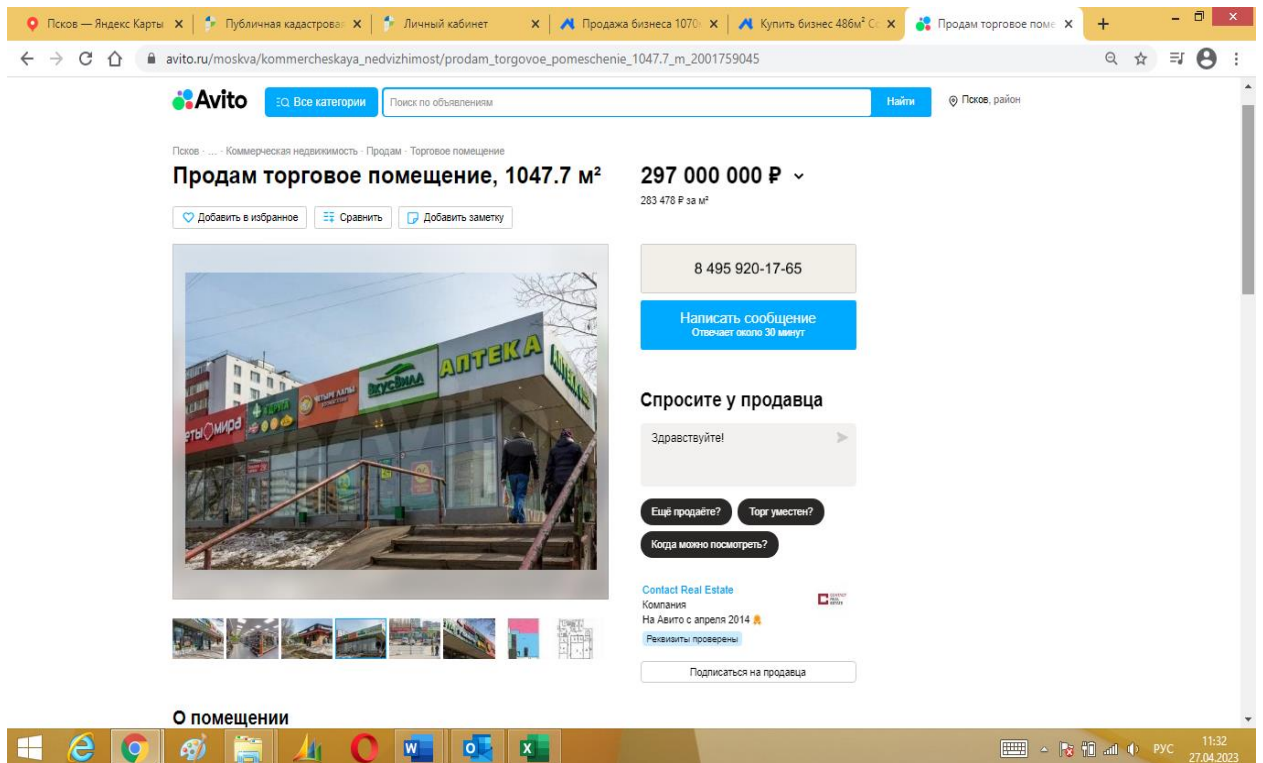 Псков — Яндекс Карты
Публичная кадастровая
Личный кабинет
Продажа бизнеса 1070
Купить бизнес 486м² Со
Продам торговое поме
avito.ru/moskva/kommercheskaya_nedvizhimost/prodam_torgovoe_pomeschenie_1047.7_m_2001759045
Avito
Все категории
Поиск по объявлениям
Найти
Псков, район
Псков · ... · Коммерческая недвижимость · Продам · Торговое помещение
Продам торговое помещение, 1047.7 м²
297 000 000 ₽
283 478 ₽ за м²
Добавить в избранное
Сравнить
Добавить заметку
8 495 920-17-65
Написать сообщение
Отвечает около 30 минут
АПТЕКА
ВКУСВИЛЛ
ЧЕТЫРЕ ЛАПЫ
еты мира
Avito
Спросите у продавца
Здравствуйте!
Ещё продаёте?
Торг уместен?
Когда можно посмотреть?
Contact Real Estate
Компания
На Авито с апреля 2014
Реквизиты проверены
Подписаться на продавца
О помещении
РУС
11:32
27.04.2023